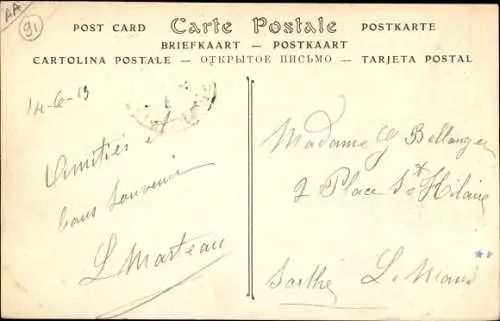 AA
91
POST CARD Carte Postale POSTKARTE
BRIEFKAART — POSTKAART
CARTOLINA POSTALE — ОТКРЫТОЕ ПИСЬМО — TARJETA POSTAL
14-6-13
Amitiés et
bons Souvenir
L Marteau
Madame G Bellanger
2 Place St Hilaire
Le Mans
Sarthe